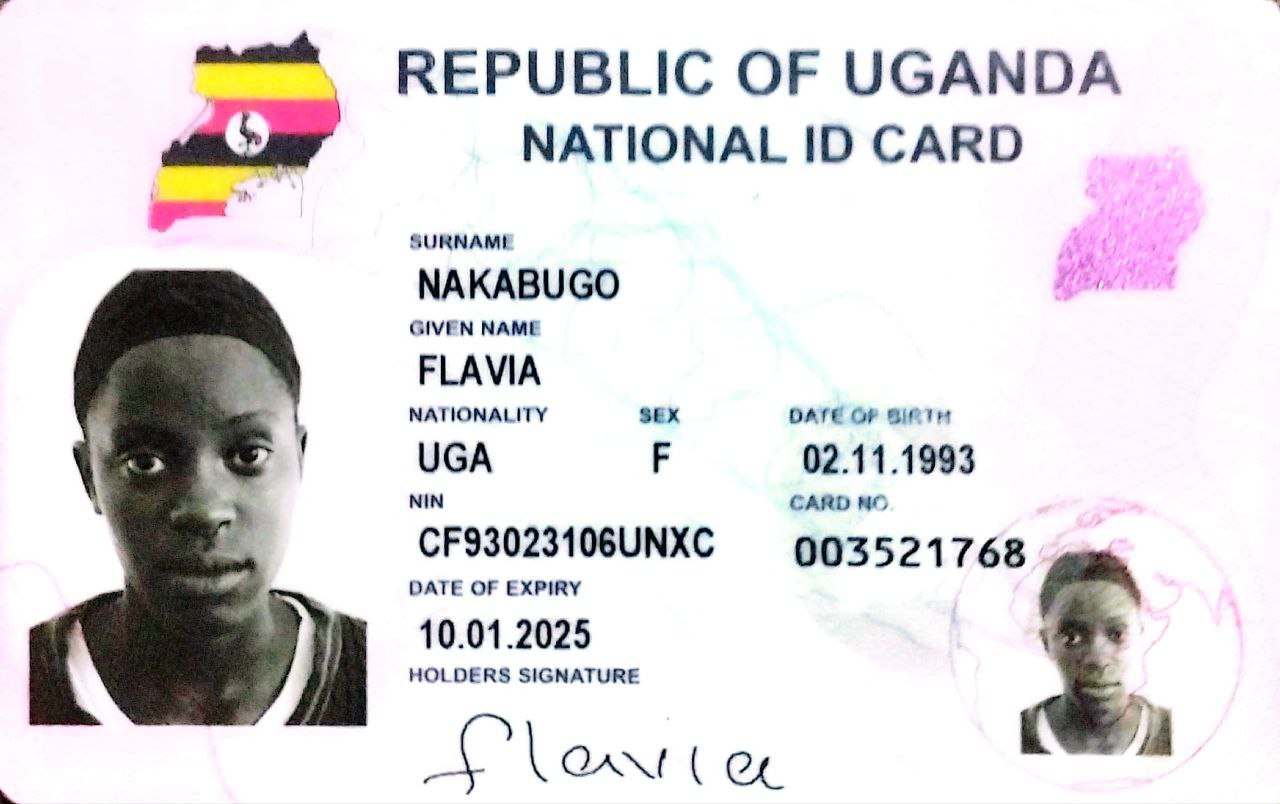 REPUBLIC OF UGANDA
NATIONAL ID CARD
SURNAME
NAKABUGO
GIVEN NAME
FLAVIA
NATIONALITY SEX DATE OF BIRTH
UGA F 02.11.1993
NIN CARD NO.
CF93023106UNXC 003521768
DATE OF EXPIRY
10.01.2025
HOLDERS SIGNATURE
flavia